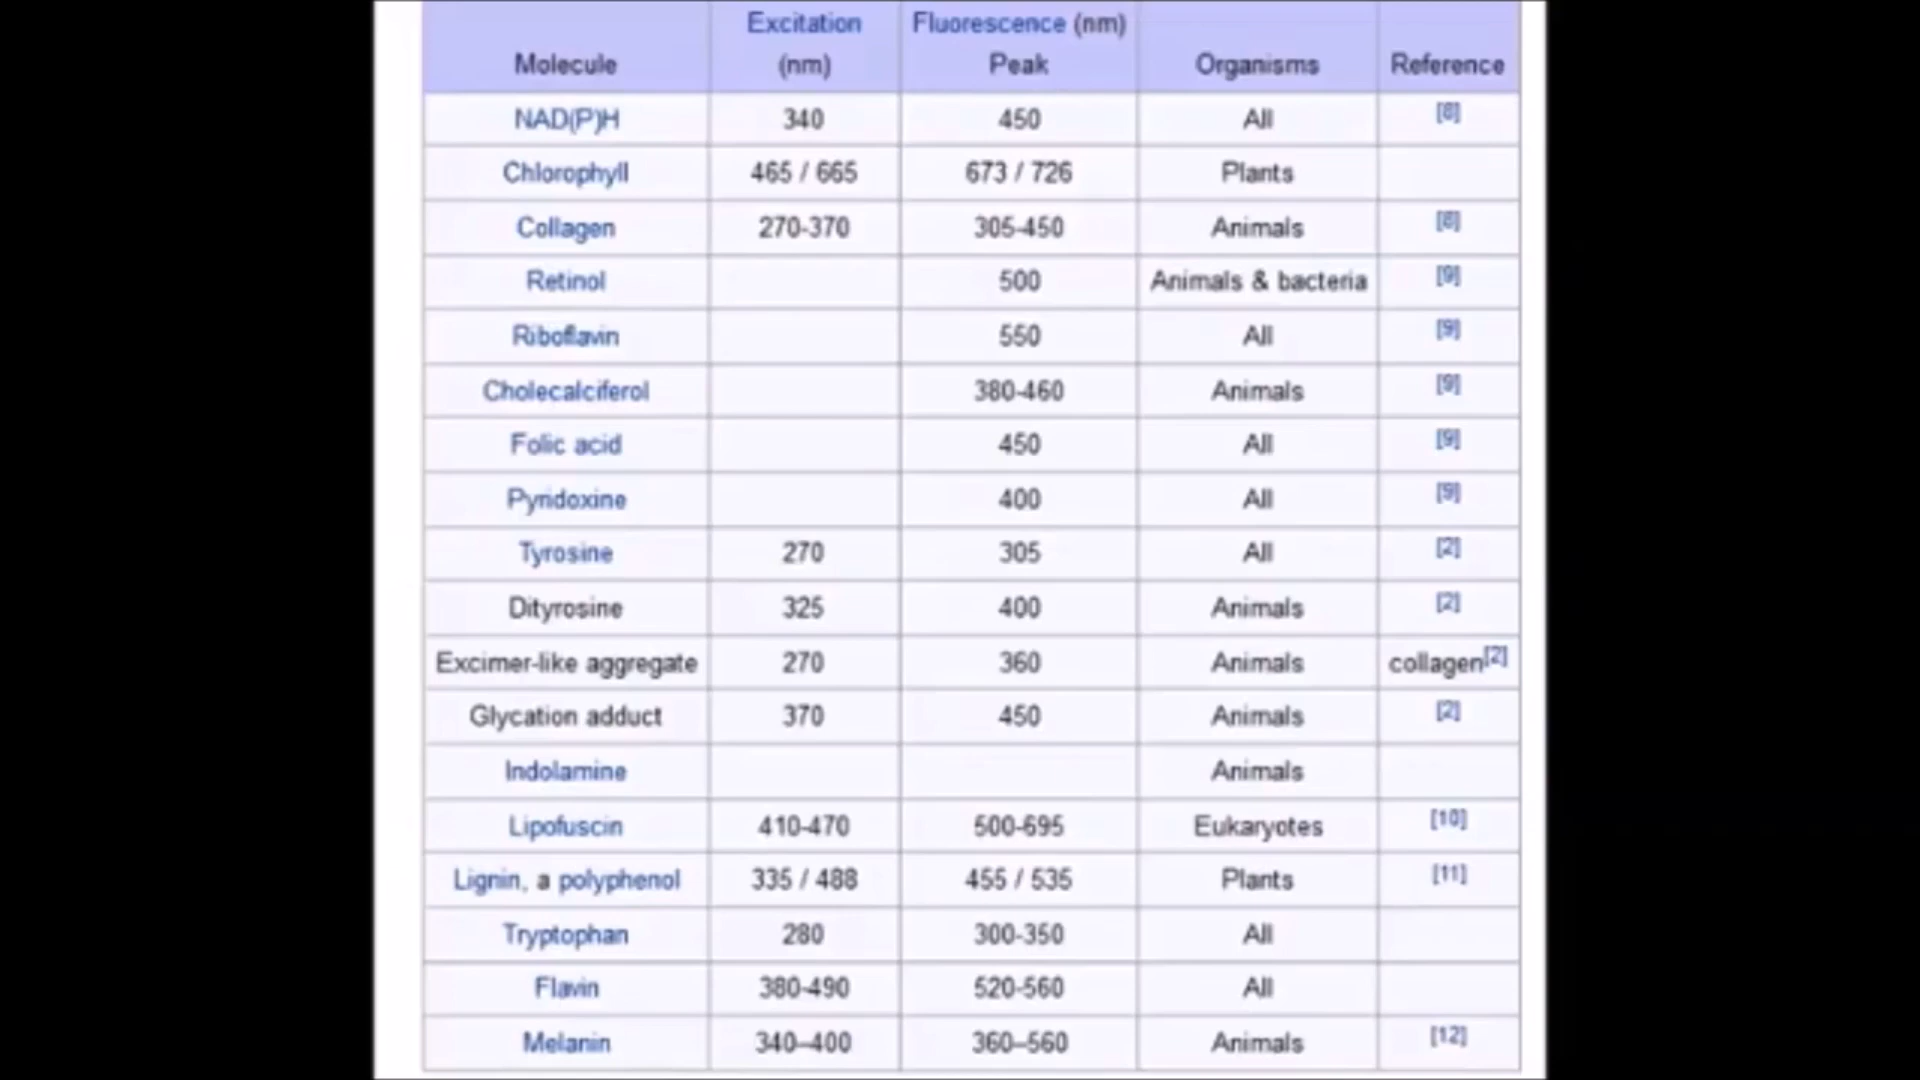 Molecule Excitation (nm) Fluorescence (nm) Peak Organisms Reference
NAD(P)H 340 450 All [8]
Chlorophyll 465 / 665 673 / 726 Plants
Collagen 270-370 305-450 Animals [8]
Retinol 500 Animals & bacteria [9]
Riboflavin 550 All [9]
Cholecalciferol 380-460 Animals [9]
Folic acid 450 All [9]
Pyridoxine 400 All [9]
Tyrosine 270 305 All [2]
Dityrosine 325 400 Animals [2]
Excimer-like aggregate 270 360 Animals collagen[2]
Glycation adduct 370 450 Animals [2]
Indolamine Animals
Lipofuscin 410-470 500-695 Eukaryotes [10]
Lignin, a polyphenol 335 / 488 455 / 535 Plants [11]
Tryptophan 280 300-350 All
Flavin 380-490 520-560 All
Melanin 340–400 360–560 Animals [12]